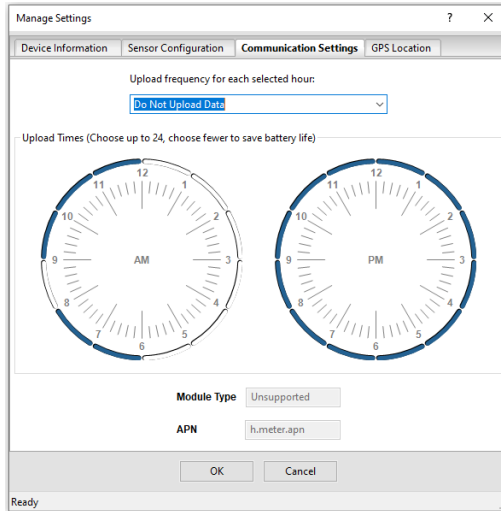 Manage Settings ? ×
Device Information Sensor Configuration Communication Settings GPS Location
Upload frequency for each selected hour:
Do Not Upload Data
Upload Times (Choose up to 24, choose fewer to save battery life)
12 1 2 3 4 5 6 7 8 9 10 11
AM
12 1 2 3 4 5 6 7 8 9 10 11
PM
Module Type Unsupported
APN h.meter.apn
OK Cancel
Ready